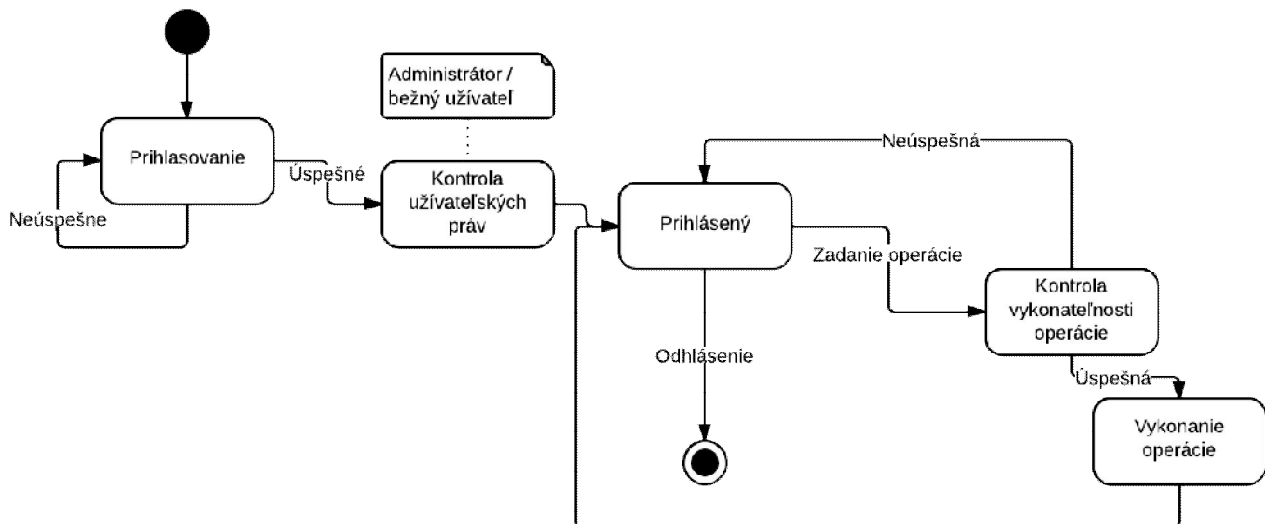 Administrátor /
bežný užívateľ
Prihlasovanie
Úspešné
Neúspešne
Kontrola
užívateľských
práv
Neúspešná
Prihlásený
Zadanie operácie
Kontrola
vykonateľnosti
operácie
Odhlásenie
Úspešná
Vykonanie
operácie